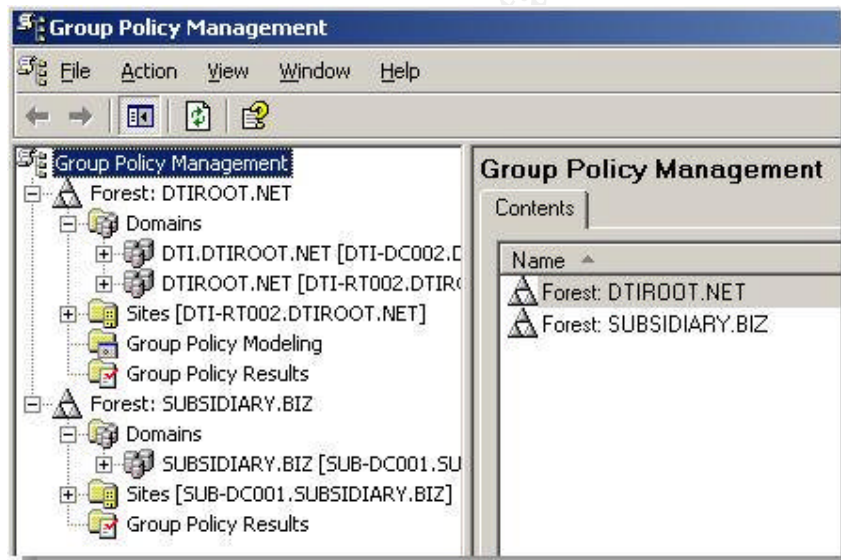 Group Policy Management
File Action View Window Help
Group Policy Management
Forest: DTIROOT.NET
Domains
DTI.DTIROOT.NET [DTI-DC002.D
DTIROOT.NET [DTI-RT002.DTIR
Sites [DTI-RT002.DTIROOT.NET]
Group Policy Modeling
Group Policy Results
Forest: SUBSIDIARY.BIZ
Domains
SUBSIDIARY.BIZ [SUB-DC001.SU
Sites [SUB-DC001.SUBSIDIARY.BIZ]
Group Policy Results
Group Policy Management
Contents
Name
Forest: DTIROOT.NET
Forest: SUBSIDIARY.BIZ